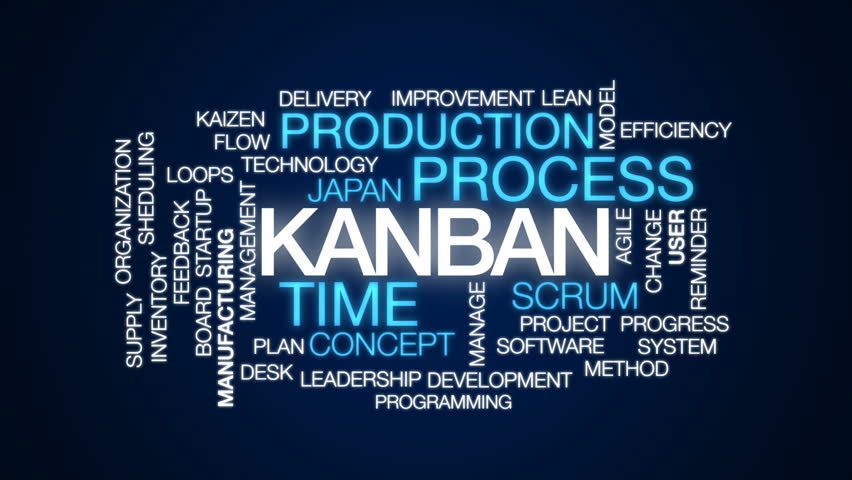 DELIVERY
IMPROVEMENT
LEAN
MODEL
KAIZEN
PRODUCTION
EFFICIENCY
FLOW
TECHNOLOGY
PROCESS
LOOPS
JAPAN
ORGANIZATION
SHEDULING
FEEDBACK
STARTUP
MANAGEMENT
KANBAN
AGILE
CHANGE
USER
REMINDER
SUPPLY
INVENTORY
BOARD
MANUFACTURING
TIME
MANAGE
SCRUM
PROJECT
PROGRESS
PLAN
CONCEPT
SOFTWARE
SYSTEM
DESK
LEADERSHIP
DEVELOPMENT
METHOD
PROGRAMMING